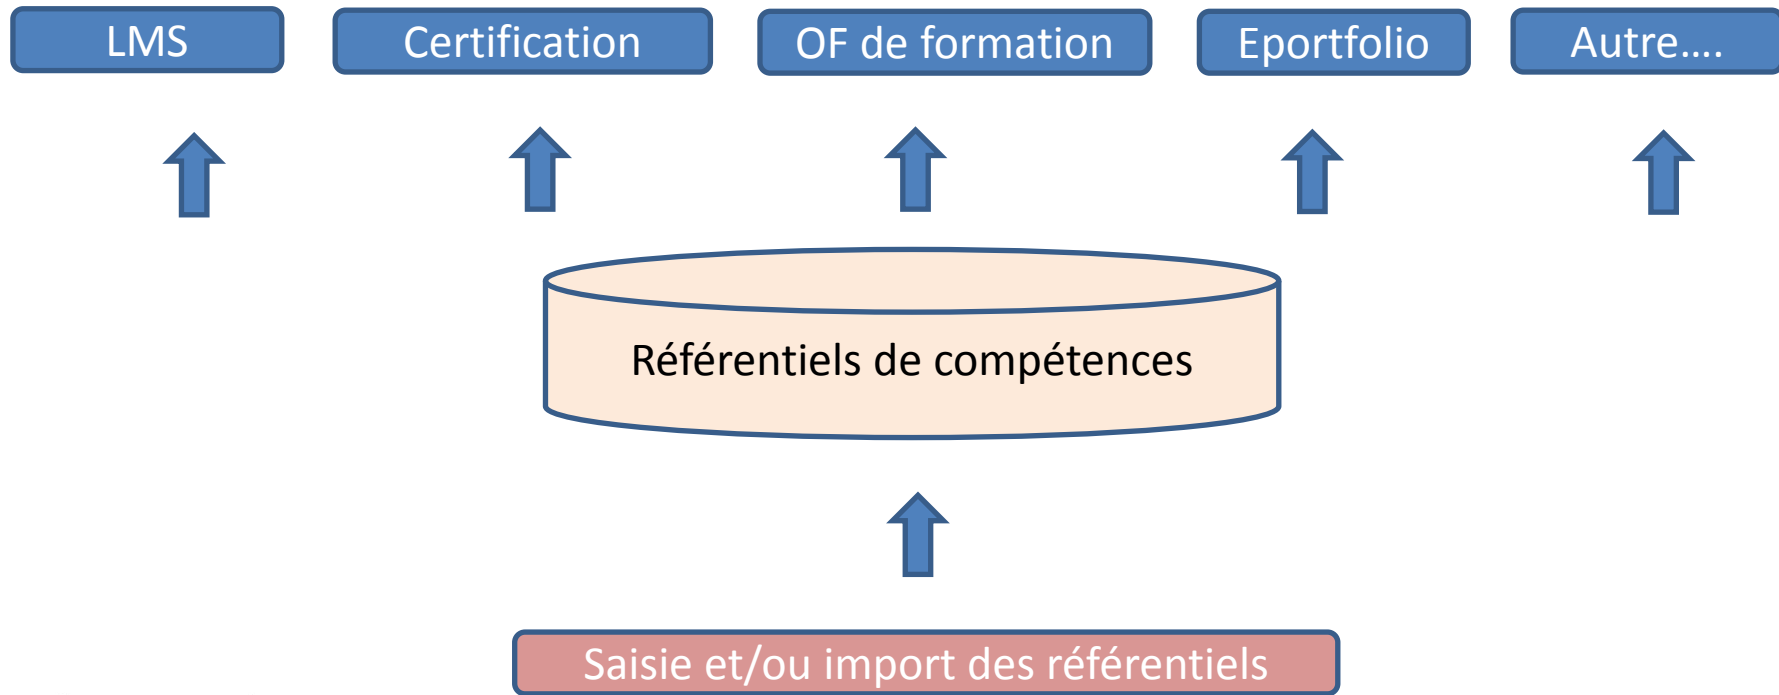 LMS
Certification
OF de formation
Eportfolio
Autre....
Référentiels de compétences
Saisie et/ou import des référentiels